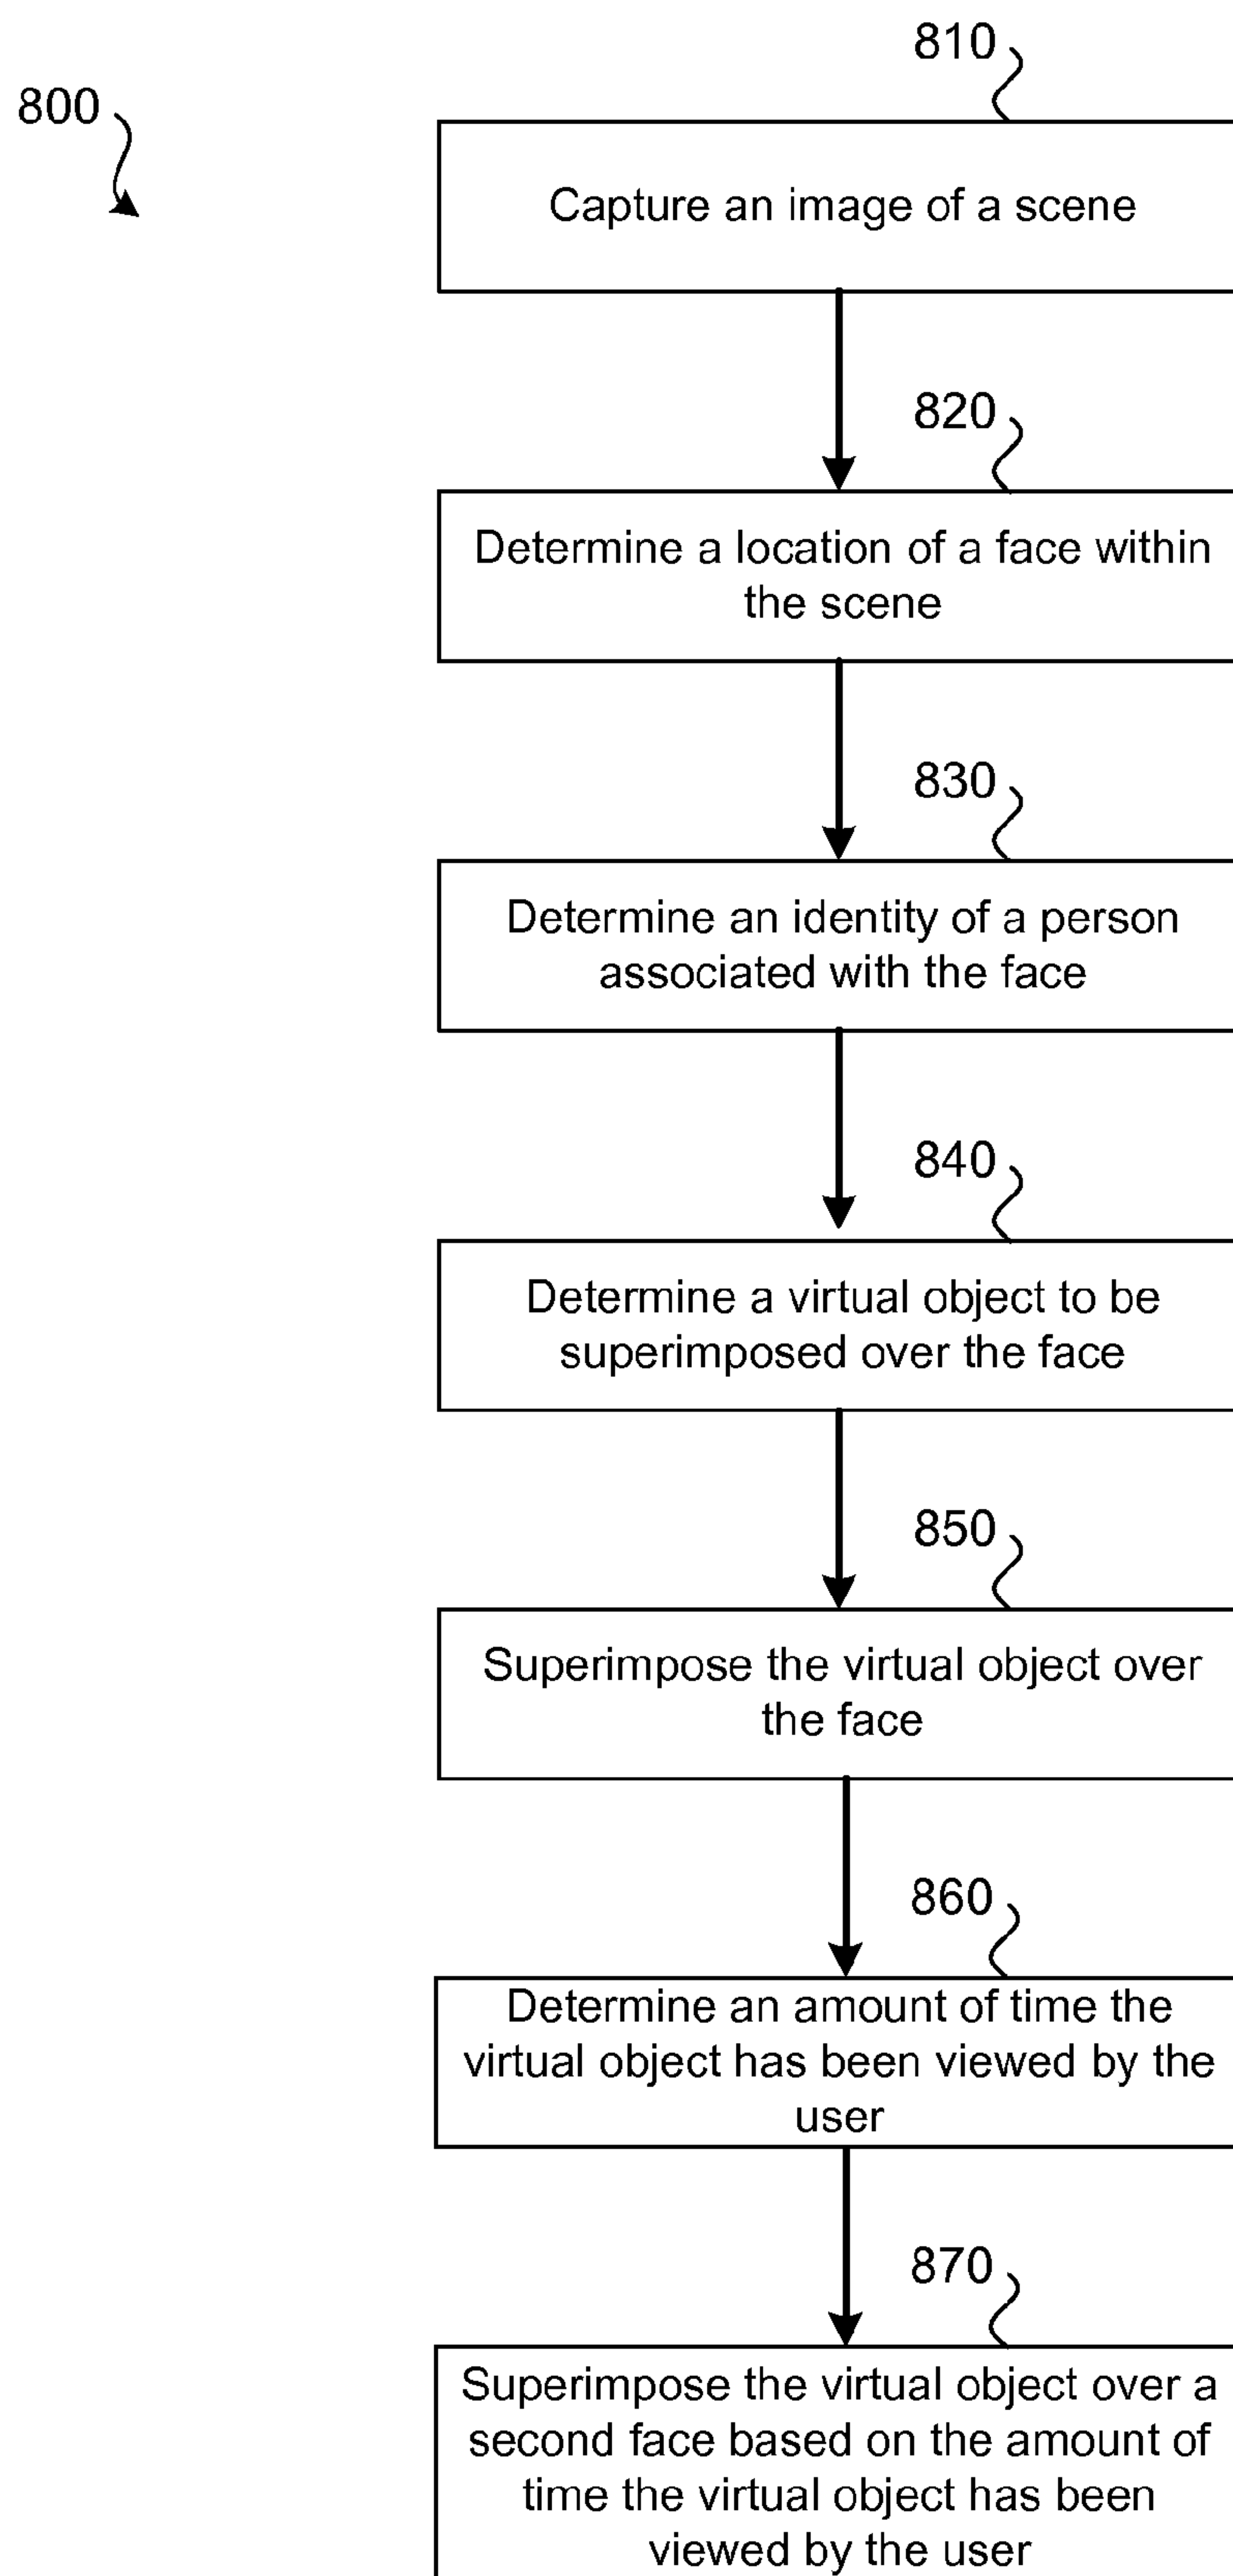 810
800
Capture an image of a scene
820
Determine a location of a face within
the scene
830
Determine an identity of a person
associated with the face
840
Determine a virtual object to be
superimposed over the face
850
Superimpose the virtual object over
the face
860
Determine an amount of time the
virtual object has been viewed by the
user
870
Superimpose the virtual object over a
second face based on the amount of
time the virtual object has been
viewed by the user